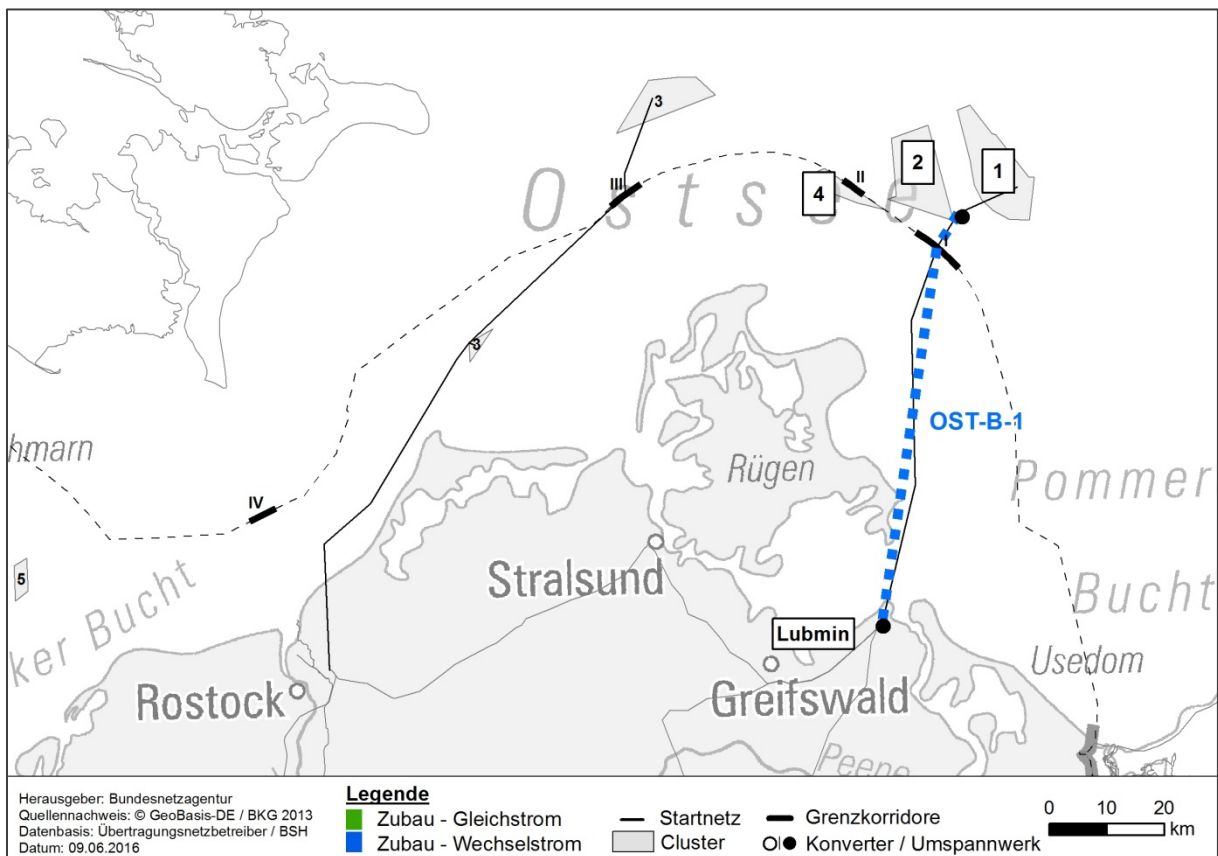 3
2
1
II
III
4
Ostsee
I
3
OST-B-1
hmarn
Rügen
Pommer
IV
5
Stralsund
Bucht
ker Bucht
Lubmin
Usedom
Rostock
Greifswald
Peene
Herausgeber: Bundesnetzagentur
Quellennachweis: © GeoBasis-DE / BKG 2013
Datenbasis: Übertragungsnetzbetreiber / BSH
Datum: 09.06.2016
Legende
Zubau - Gleichstrom
Zubau - Wechselstrom
Startnetz
Cluster
Grenzkorridore
Konverter / Umspannwerk
0 10 20
km